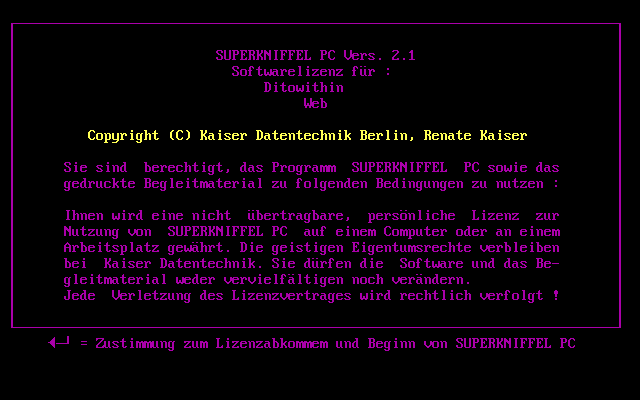 SUPERKNIFFEL PC Vers. 2.1
Softwarelizenz für :
Ditowithin
Web
Copyright (C) Kaiser Datentechnik Berlin, Renate Kaiser
Sie sind  berechtigt, das Programm  SUPERKNIFFEL  PC sowie das
gedruckte Begleitmaterial zu folgenden Bedingungen zu nutzen :
Ihnen wird eine nicht  übertragbare,  persönliche  Lizenz  zur
Nutzung von  SUPERKNIFFEL PC  auf einem Computer oder an einem
Arbeitsplatz gewährt. Die geistigen Eigentumsrechte verbleiben
bei  Kaiser Datentechnik. Sie dürfen die  Software und das Be-
gleitmaterial weder vervielfältigen noch verändern.
Jede  Verletzung des Lizenzvertrages wird rechtlich verfolgt !
= Zustimmung zum Lizenzabkommem und Beginn von SUPERKNIFFEL PC